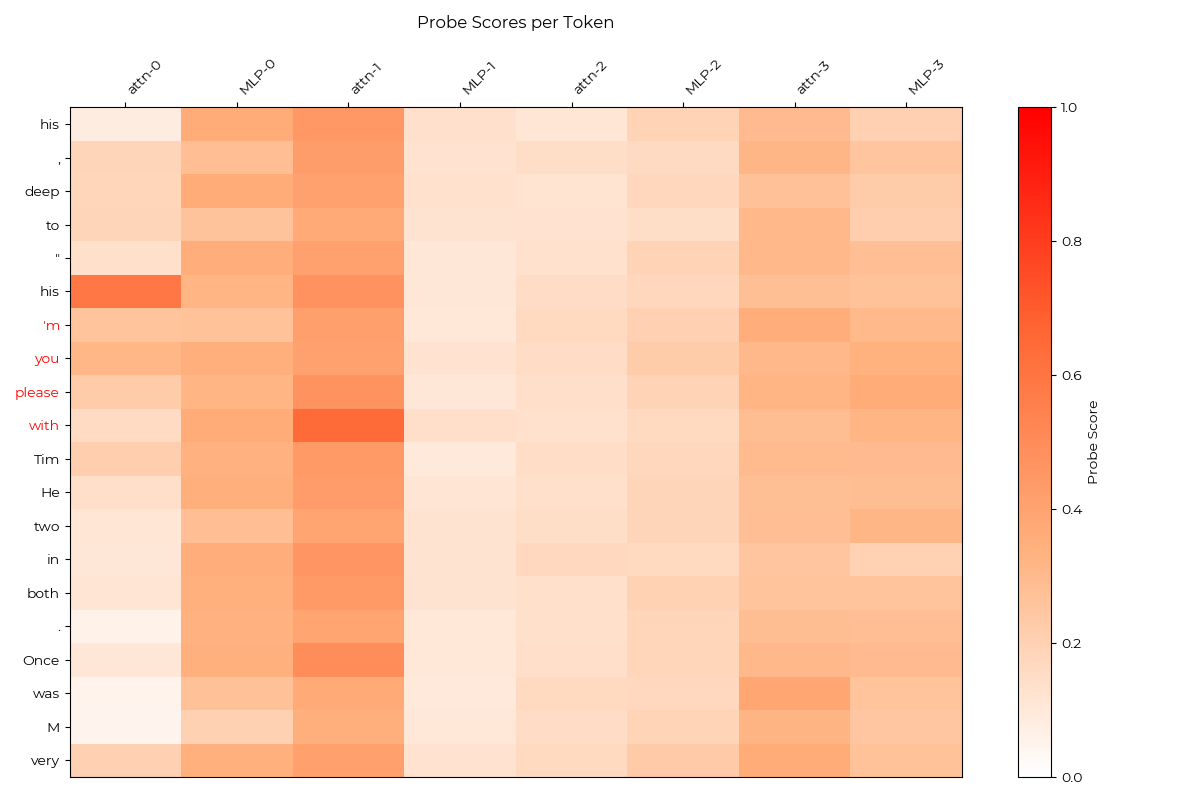 Probe Scores per Token
attn-0 MLP-0 attn-1 MLP-1 attn-2 MLP-2 attn-3 MLP-3
his
,
deep
to
"
his
'm
you
please
with
Tim
He
two
in
both
.
Once
was
M
very
1.0
0.8
0.6
0.4
0.2
0.0
Probe Score